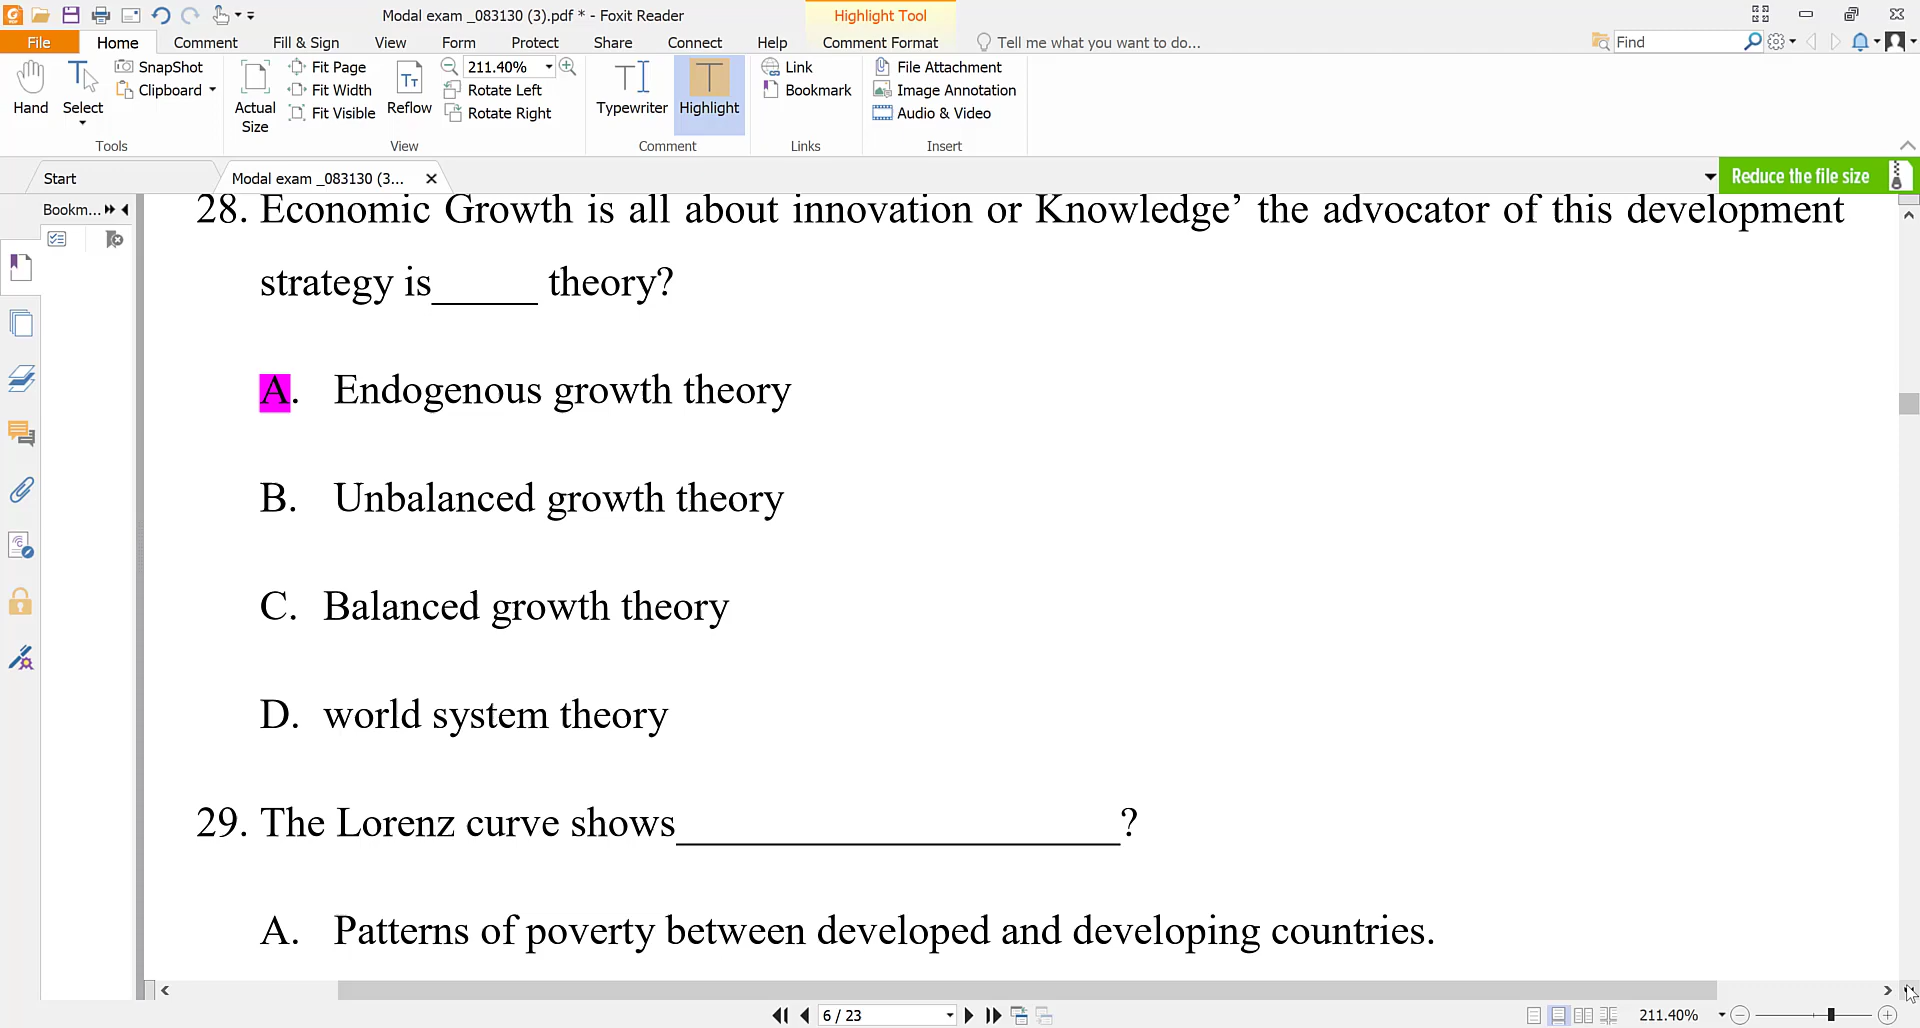 Modal exam _083130 (3).pdf * - Foxit Reader
Highlight Tool
File
Home
Comment
Fill & Sign
View
Form
Protect
Share
Connect
Help
Comment Format
Tell me what you want to do...
Find
Hand
Select
SnapShot
Clipboard
Tools
Actual Size
Fit Page
Fit Width
Fit Visible
Reflow
211.40%
Rotate Left
Rotate Right
View
Typewriter
Highlight
Comment
Link
Bookmark
Links
File Attachment
Image Annotation
Audio & Video
Insert
Start
Modal exam _083130 (3...
Reduce the file size
Bookm...
28. Economic Growth is all about innovation or Knowledge’ the advocator of this development
strategy is_____ theory?
A. Endogenous growth theory
B. Unbalanced growth theory
C. Balanced growth theory
D. world system theory
29. The Lorenz curve shows_____________________?
A. Patterns of poverty between developed and developing countries.
6 / 23
211.40%